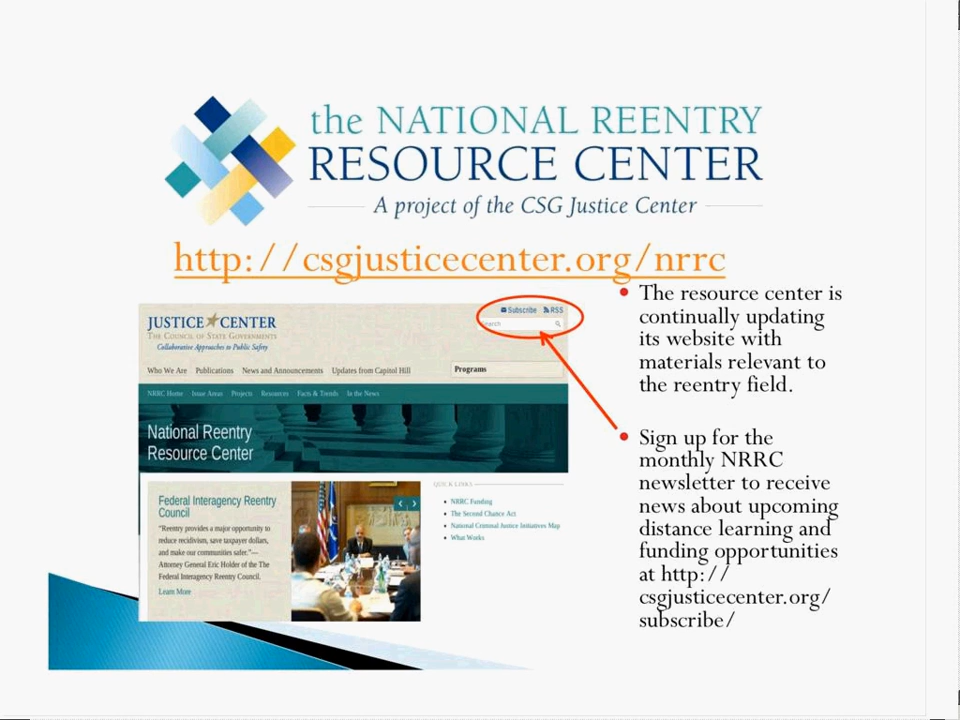 the NATIONAL REENTRY
RESOURCE CENTER
A project of the CSG Justice Center
http://csgjusticecenter.org/nrrc
• The resource center is
continually updating
its website with
materials relevant to
the reentry field.
• Sign up for the
monthly NRRC
newsletter to receive
news about upcoming
distance learning and
funding opportunities
at http://
csgjusticecenter.org/
subscribe/
Subscribe RSS
search
JUSTICE CENTER
THE COUNCIL OF STATE GOVERNMENTS
Collaborative Approaches to Public Safety
Who We Are Publications News and Announcements Updates from Capitol Hill
Programs
NRRC Home Issue Areas Projects Resources Facts & Trends In the News
National Reentry
Resource Center
Federal Interagency Reentry
Council
“Reentry provides a major opportunity to
reduce recidivism, save taxpayer dollars,
and make our communities safer.”—
Attorney General Eric Holder of the The
Federal Interagency Reentry Council.
Learn More
QUICK LINKS
NRRC Funding
The Second Chance Act
National Criminal Justice Initiatives Map
What Works